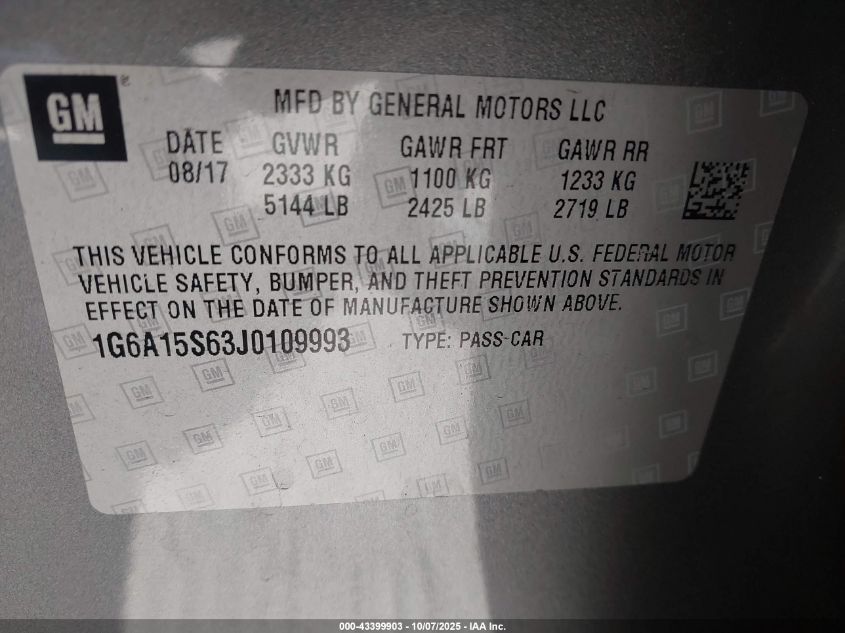 GM
MFD BY GENERAL MOTORS LLC
DATE GVWR GAWR FRT GAWR RR
08/17 2333 KG 1100 KG 1233 KG
5144 LB 2425 LB 2719 LB
THIS VEHICLE CONFORMS TO ALL APPLICABLE U.S. FEDERAL MOTOR
VEHICLE SAFETY, BUMPER, AND THEFT PREVENTION STANDARDS IN
EFFECT ON THE DATE OF MANUFACTURE SHOWN ABOVE.
1G6A15S63J0109993 TYPE: PASS-CAR
000-43399903 - 10/07/2025 - IAA Inc.